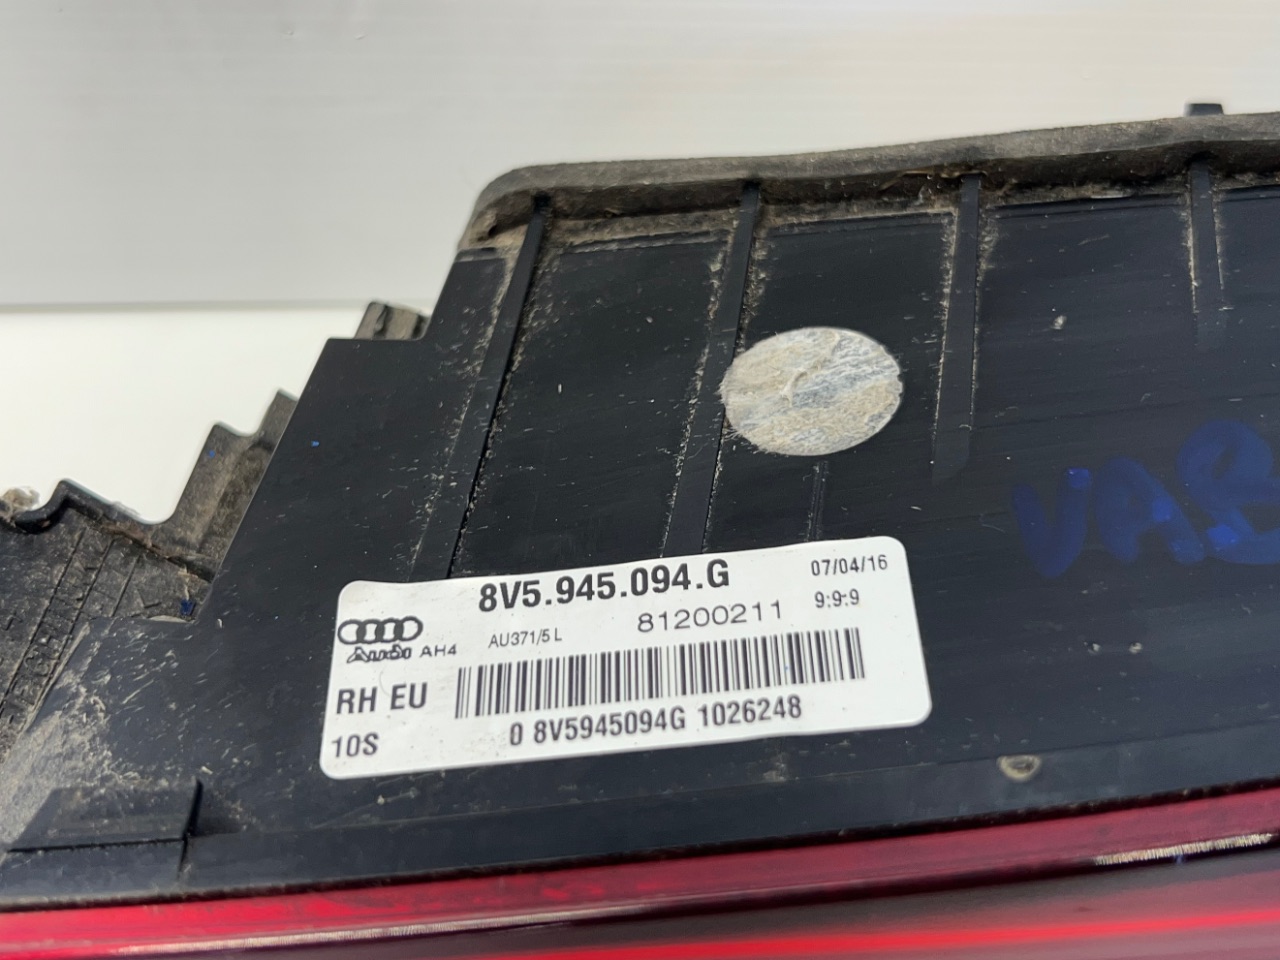 8V5.945.094.G 07/04/16
Audi AH4 AU371/5 L 81200211 9:9:9
RH EU
10S 0 8V5945094G 1026248